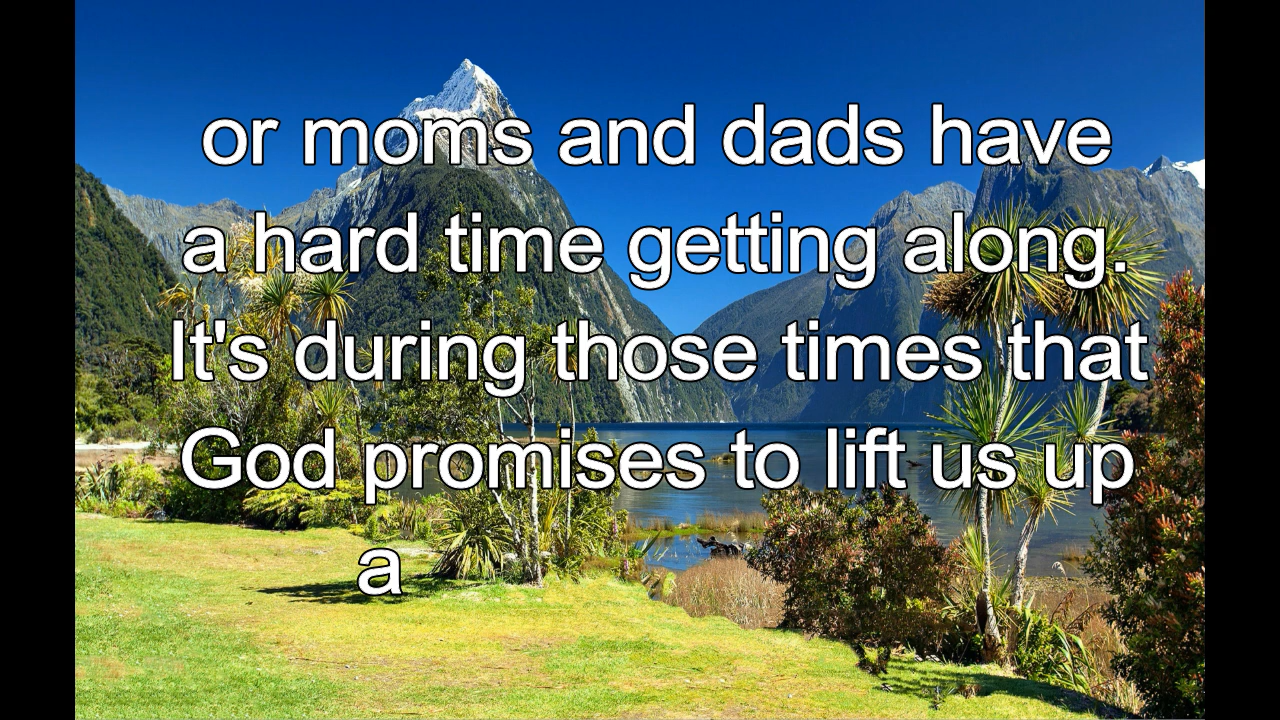 or moms and dads have
a hard time getting along.
It's during those times that
God promises to lift us up
a